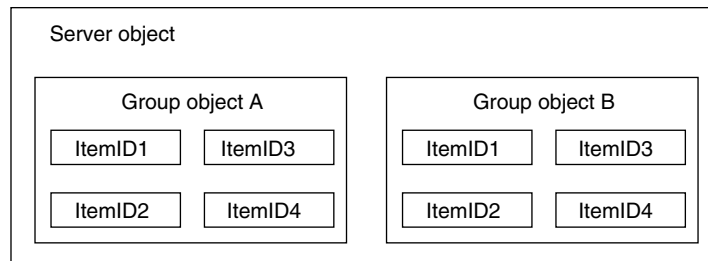 Server object
Group object A
ItemID1
ItemID3
ItemID2
ItemID4
Group object B
ItemID1
ItemID3
ItemID2
ItemID4